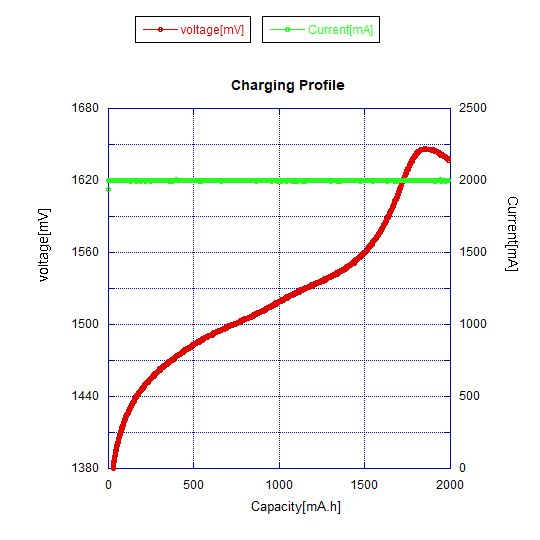 voltage[mV] Current[mA]
Charging Profile
1680 2500
1620 2000
voltage[mV] Current[mA]
1560 1500
1500 1000
1440 500
1380 0
0 500 1000 1500 2000
Capacity[mA.h]